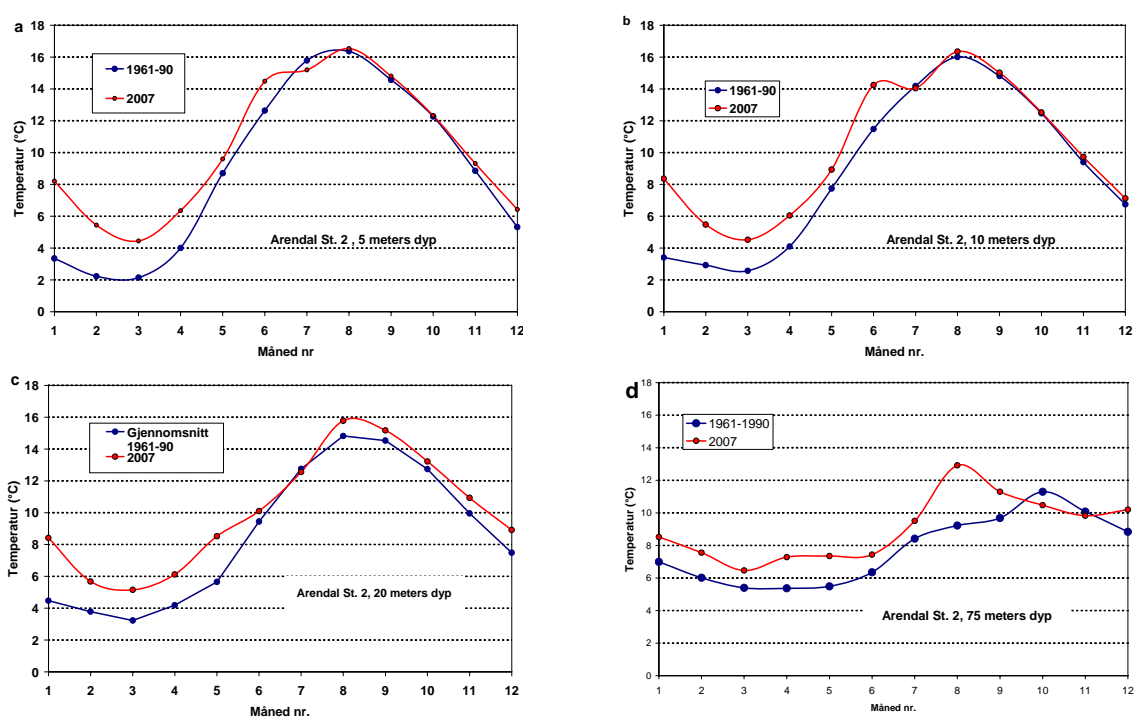 a
18
16
14
12
10
8
6
4
2
0
Temperatur (°C)
1961-90
2007
Arendal St. 2 , 5 meters dyp
1 2 3 4 5 6 7 8 9 10 11 12
Måned nr
b
18
16
14
12
10
8
6
4
2
0
Temperatur (°C)
1961-90
2007
Arendal St. 2, 10 meters dyp
1 2 3 4 5 6 7 8 9 10 11 12
Måned nr.
c
18
16
14
12
10
8
6
4
2
0
Temperatur (°C)
Gjennomsnitt
1961-90
2007
Arendal St. 2, 20 meters dyp
1 2 3 4 5 6 7 8 9 10 11 12
Måned nr.
d
18
16
14
12
10
8
6
4
2
0
Temperatur (°C)
1961-1990
2007
Arendal St. 2, 75 meters dyp
1 2 3 4 5 6 7 8 9 10 11 12
Måned nr.